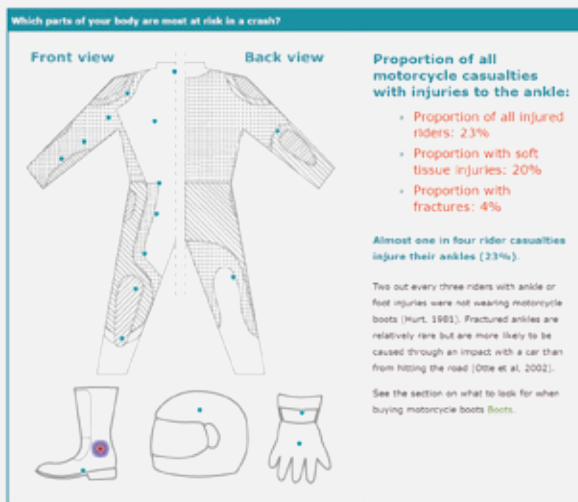 Which parts of your body are most at risk in a crash?
Front view
Back view
Proportion of all
motorcycle casualties
with injuries to the ankle:
Proportion of all injured
riders: 23%
Proportion with soft
tissue injuries: 20%
Proportion with
fractures: 4%
Almost one in four rider casualties
injure their ankles (23%).
Two out every three riders with ankle or
foot injuries were not wearing motorcycle
boots (Hurt, 1981). Fractured ankles are
relatively rare but are more likely to be
caused through an impact with a car than
from hitting the road (Otte et al, 2002).
See the section on what to look for when
buying motorcycle boots Boots.